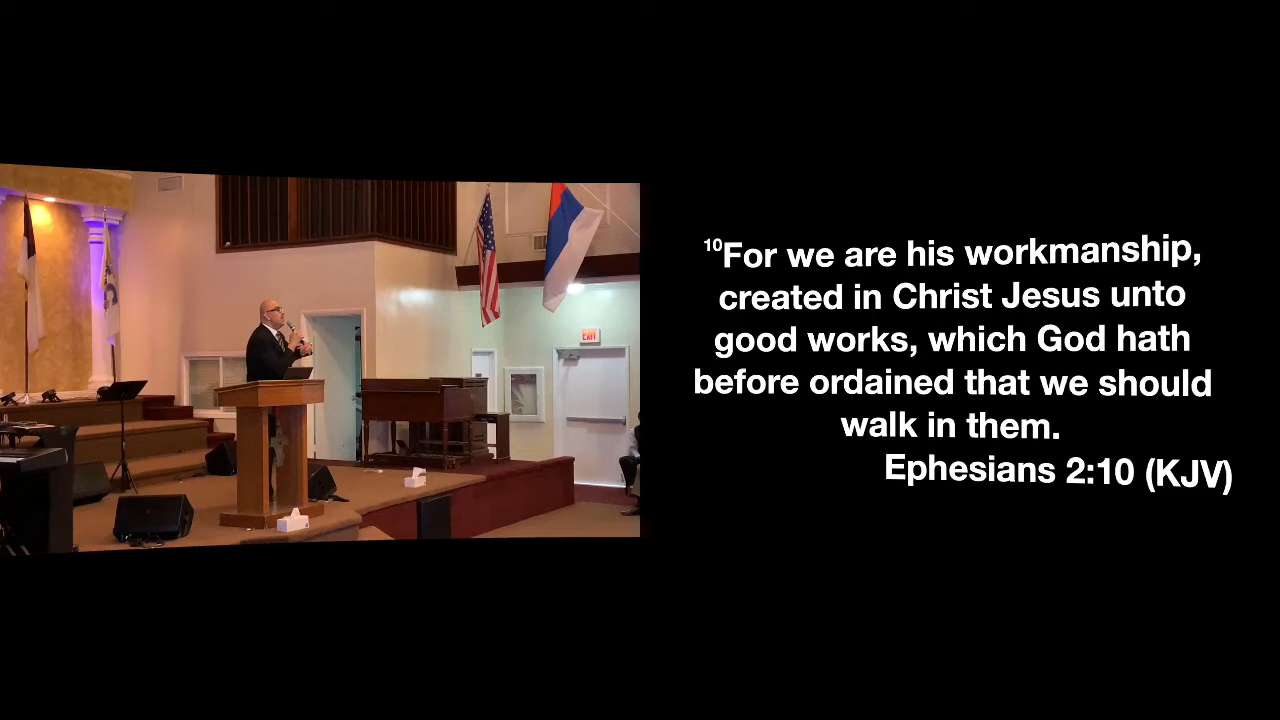 EXIT
¹⁰For we are his workmanship,
created in Christ Jesus unto
good works, which God hath
before ordained that we should
walk in them.
Ephesians 2:10 (KJV)